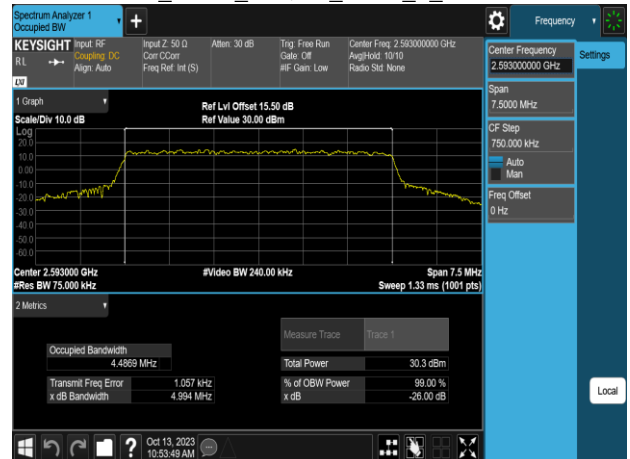 Spectrum Analyzer 1
Occupied BW
Frequency
KEYSIGHT
R L
LXI
Input: RF
Coupling: DC
Align: Auto
Input Z: 50 Ω
Corr CCorr
Freq Ref: Int (S)
Atten: 30 dB
Trig: Free Run
Gate: Off
#IF Gain: Low
Center Freq: 2.593000000 GHz
Avg|Hold: 10/10
Radio Std: None
Center Frequency
2.593000000 GHz
Settings
Span
7.5000 MHz
CF Step
750.000 kHz
Auto
Man
Freq Offset
0 Hz
Local
1 Graph
Scale/Div 10.0 dB
Ref Lvl Offset 15.50 dB
Ref Value 30.00 dBm
Log
20.0
10.0
0.00
-10.0
-20.0
-30.0
-40.0
-50.0
-60.0
Center 2.593000 GHz
#Video BW 240.00 kHz
Span 7.5 MHz
#Res BW 75.000 kHz
Sweep 1.33 ms (1001 pts)
2 Metrics
Measure Trace Trace 1
Occupied Bandwidth
4.4869 MHz
Total Power 30.3 dBm
Transmit Freq Error 1.057 kHz
% of OBW Power 99.00 %
x dB Bandwidth 4.994 MHz
x dB -26.00 dB
?
Oct 13, 2023
10:53:49 AM